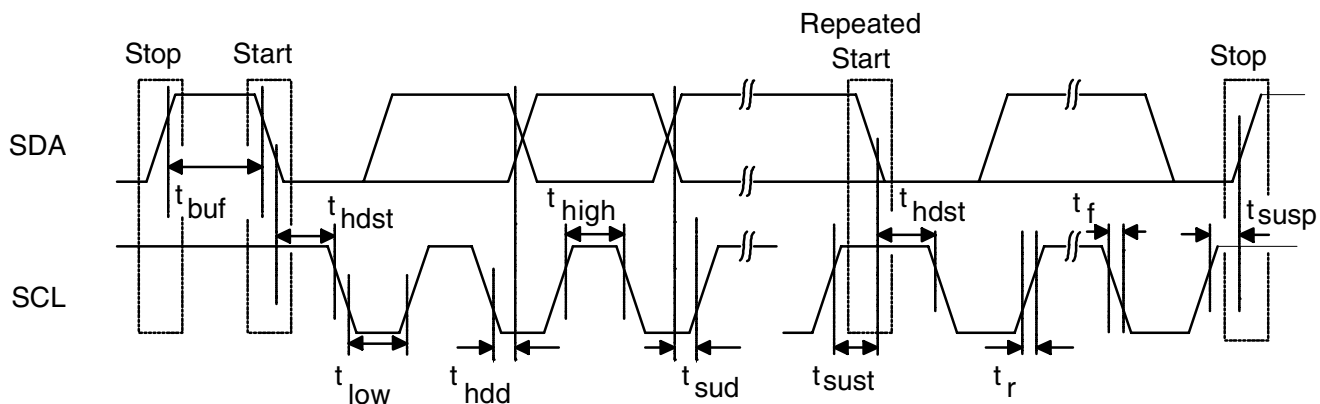 Repeated
Stop Start Start Stop
SDA
t buf
t hdst
t high
t hdst
t f
t susp
SCL
t low
t hdd
t sud
t sust
t r